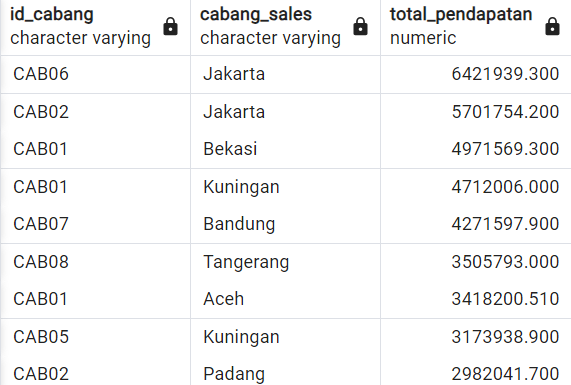 id_cabang cabang_sales total_pendapatan
character varying character varying numeric
CAB06 Jakarta 6421939.300
CAB02 Jakarta 5701754.200
CAB01 Bekasi 4971569.300
CAB01 Kuningan 4712006.000
CAB07 Bandung 4271597.900
CAB08 Tangerang 3505793.000
CAB01 Aceh 3418200.510
CAB05 Kuningan 3173938.900
CAB02 Padang 2982041.700